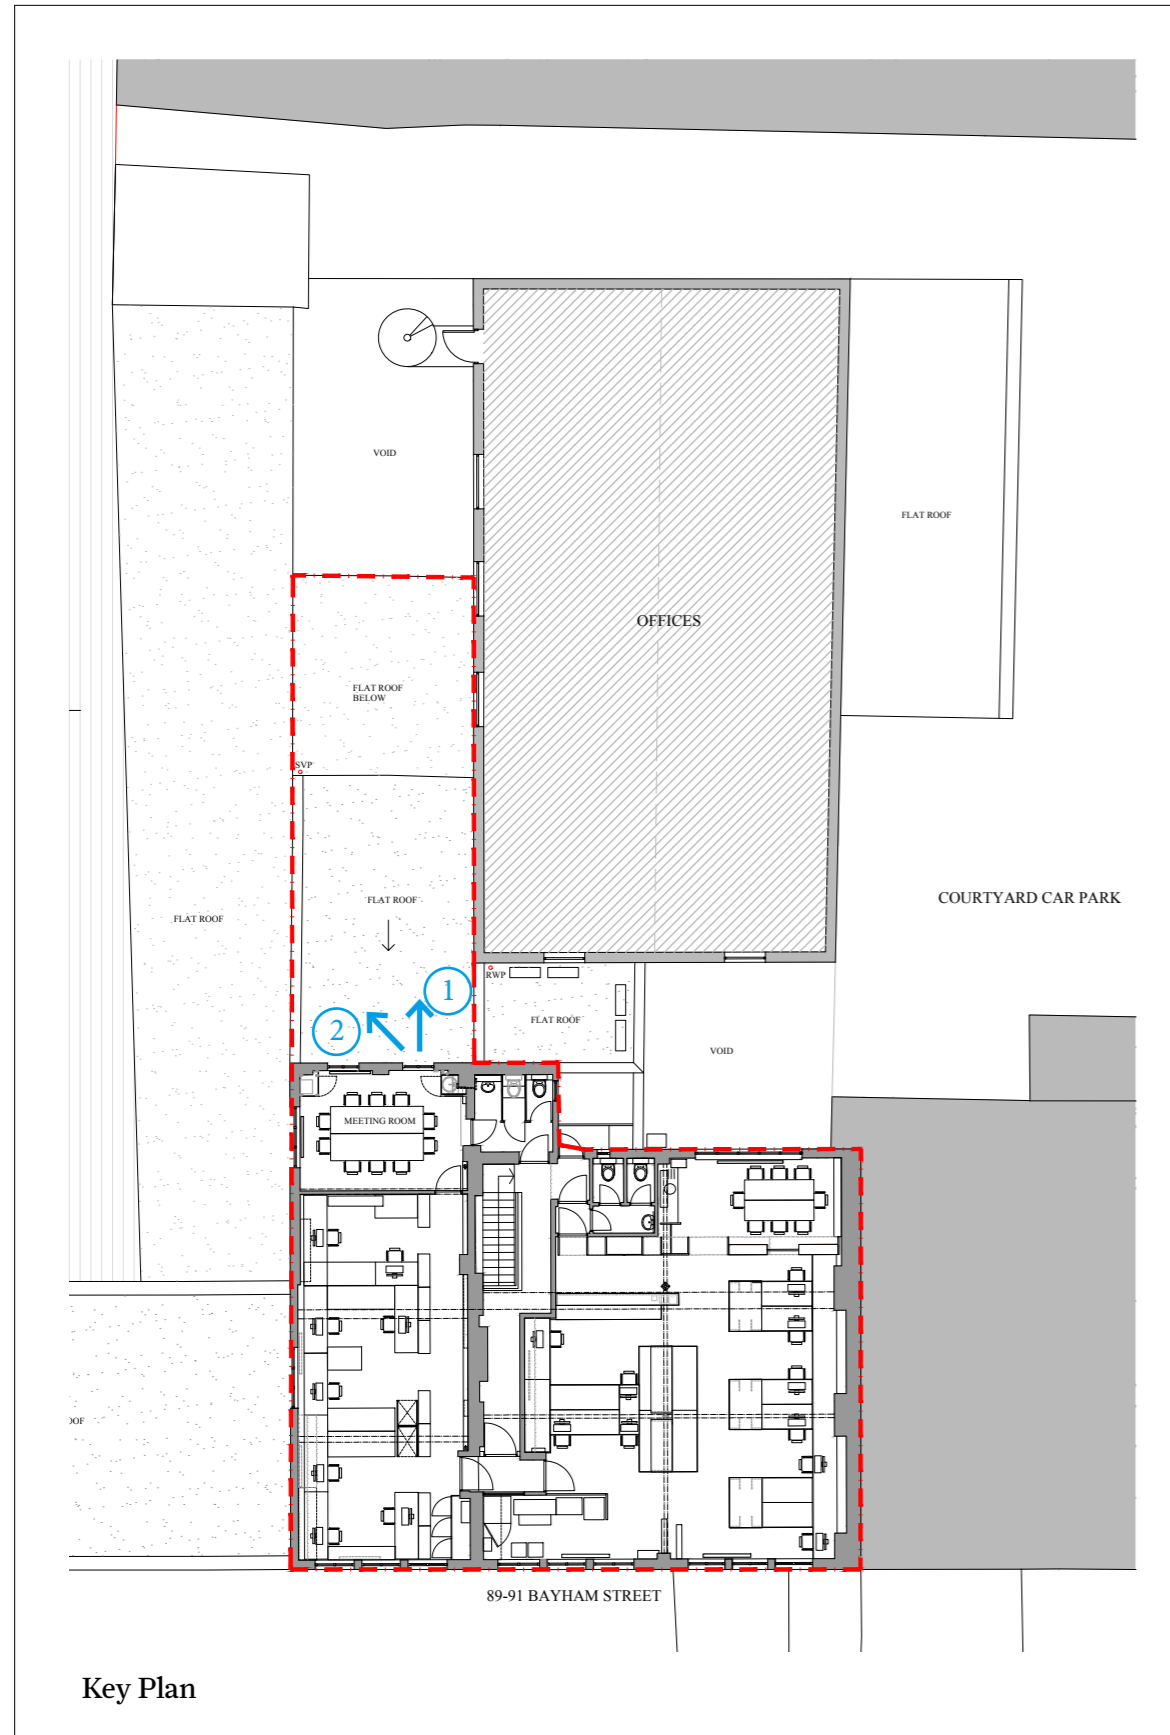 VOID
FLAT ROOF
OFFICES
FLAT ROOF
BELOW
SVP
FLAT ROOF
COURTYARD CAR PARK
FLAT ROOF
1
RWP
2
FLAT ROOF
VOID
MEETING ROOM
OOF
89-91 BAYHAM STREET
Key Plan